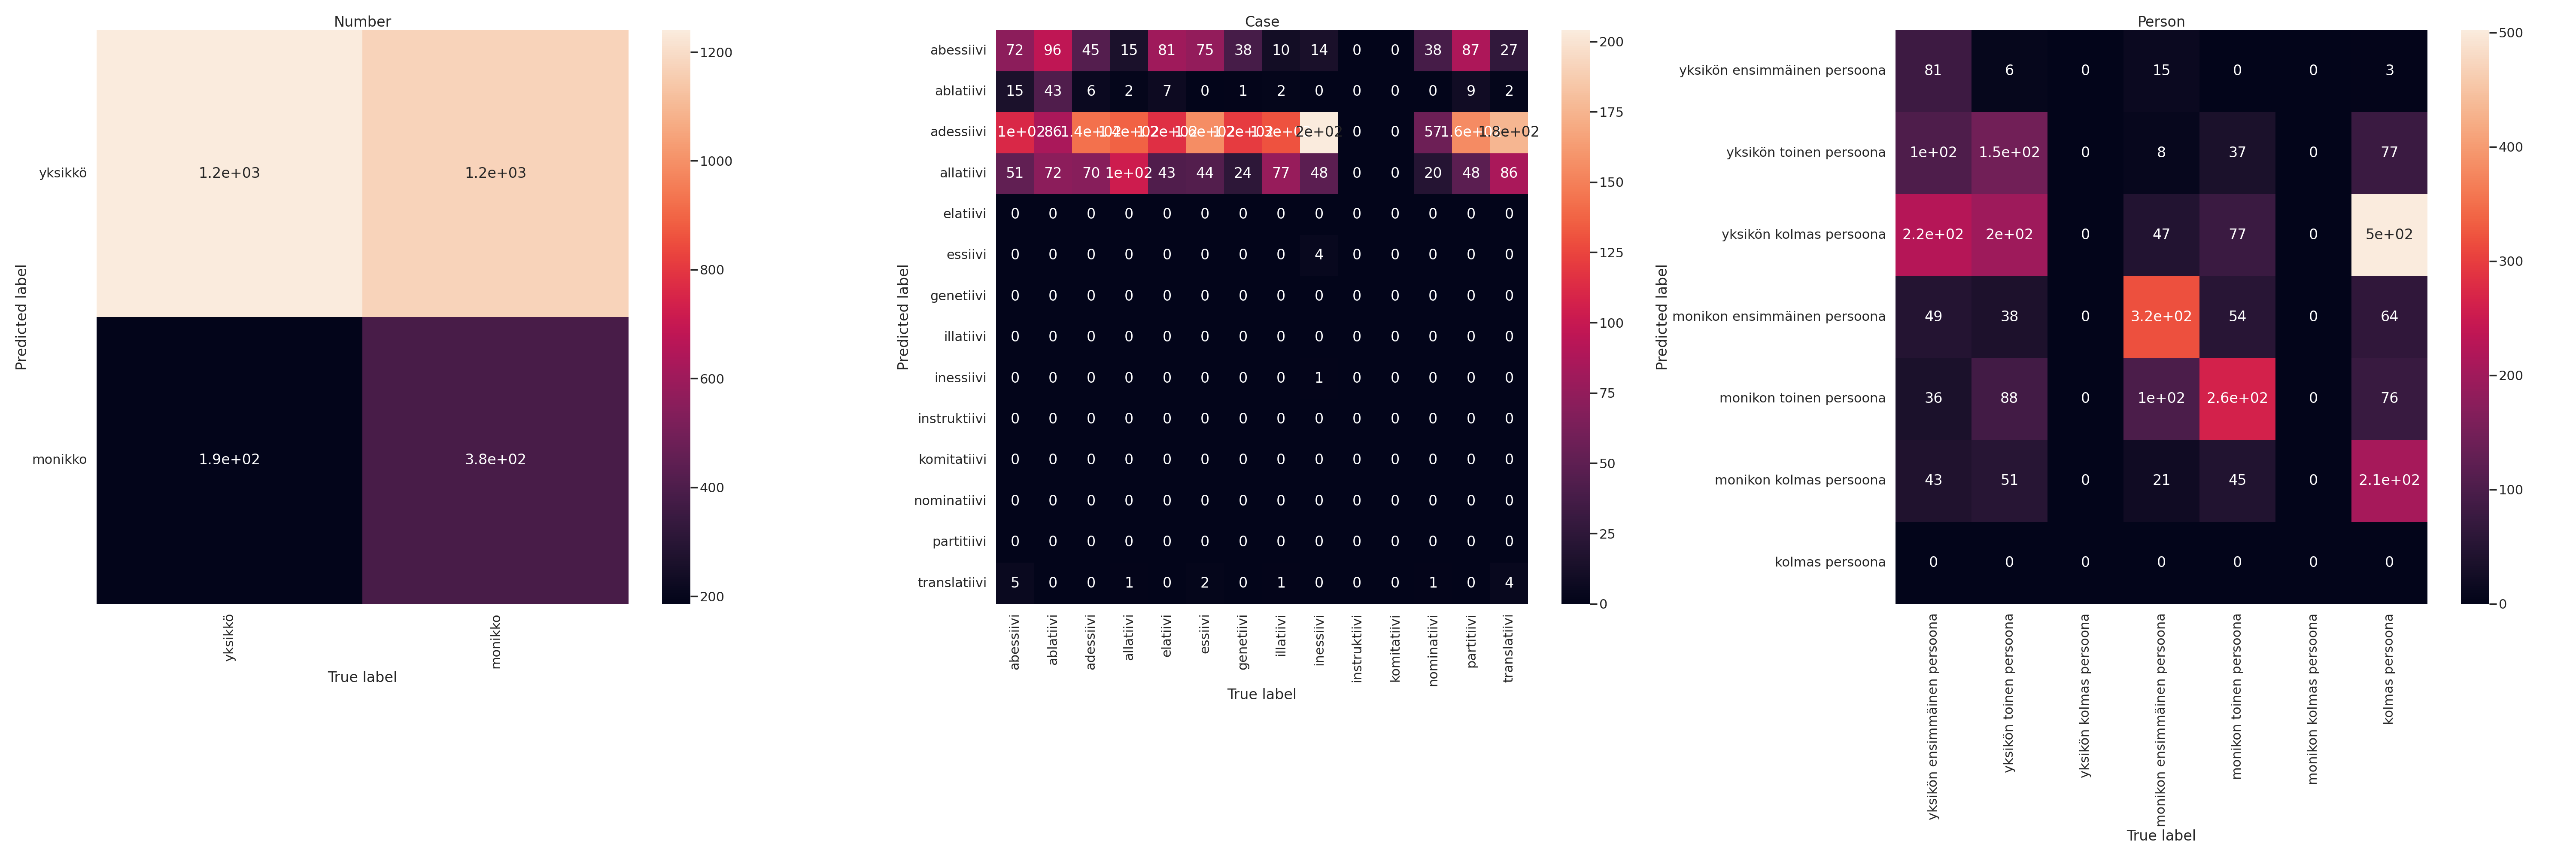 Number
yksikkö 1.2e+03 1.2e+03
monikko 1.9e+02 3.8e+02
yksikkö monikko
Predicted label
True label
1200
1000
800
600
400
200
Case
abessiivi 72 96 45 15 81 75 38 10 14 0 0 38 87 27
ablatiivi 15 43 6 2 7 0 1 2 0 0 0 0 9 2
adessiivi 86 2e+02 0 0 57 1.8e+02
allatiivi 51 72 70 1e+02 43 44 24 77 48 0 0 20 48 86
elatiivi 0 0 0 0 0 0 0 0 0 0 0 0 0 0
essiivi 0 0 0 0 0 0 0 0 4 0 0 0 0 0
genetiivi 0 0 0 0 0 0 0 0 0 0 0 0 0 0
illatiivi 0 0 0 0 0 0 0 0 0 0 0 0 0 0
inessiivi 0 0 0 0 0 0 0 0 1 0 0 0 0 0
instruktiivi 0 0 0 0 0 0 0 0 0 0 0 0 0 0
komitatiivi 0 0 0 0 0 0 0 0 0 0 0 0 0 0
nominatiivi 0 0 0 0 0 0 0 0 0 0 0 0 0 0
partitiivi 0 0 0 0 0 0 0 0 0 0 0 0 0 0
translatiivi 5 0 0 1 0 2 0 1 0 0 0 1 0 4
abessiivi ablatiivi adessiivi allatiivi elatiivi essiivi genetiivi illatiivi inessiivi instruktiivi komitatiivi nominatiivi partitiivi translatiivi
Predicted label
True label
200
175
150
125
100
75
50
25
0
Person
yksikön ensimmäinen persoona 81 6 0 15 0 0 3
yksikön toinen persoona 1e+02 1.5e+02 0 8 37 0 77
yksikön kolmas persoona 2.2e+02 2e+02 0 47 77 0 5e+02
monikon ensimmäinen persoona 49 38 0 3.2e+02 54 0 64
monikon toinen persoona 36 88 0 1e+02 2.6e+02 0 76
monikon kolmas persoona 43 51 0 21 45 0 2.1e+02
kolmas persoona 0 0 0 0 0 0 0
yksikön ensimmäinen persoona
yksikön toinen persoona
yksikön kolmas persoona
monikon ensimmäinen persoona
monikon toinen persoona
monikon kolmas persoona
kolmas persoona
Predicted label
True label
500
400
300
200
100
0